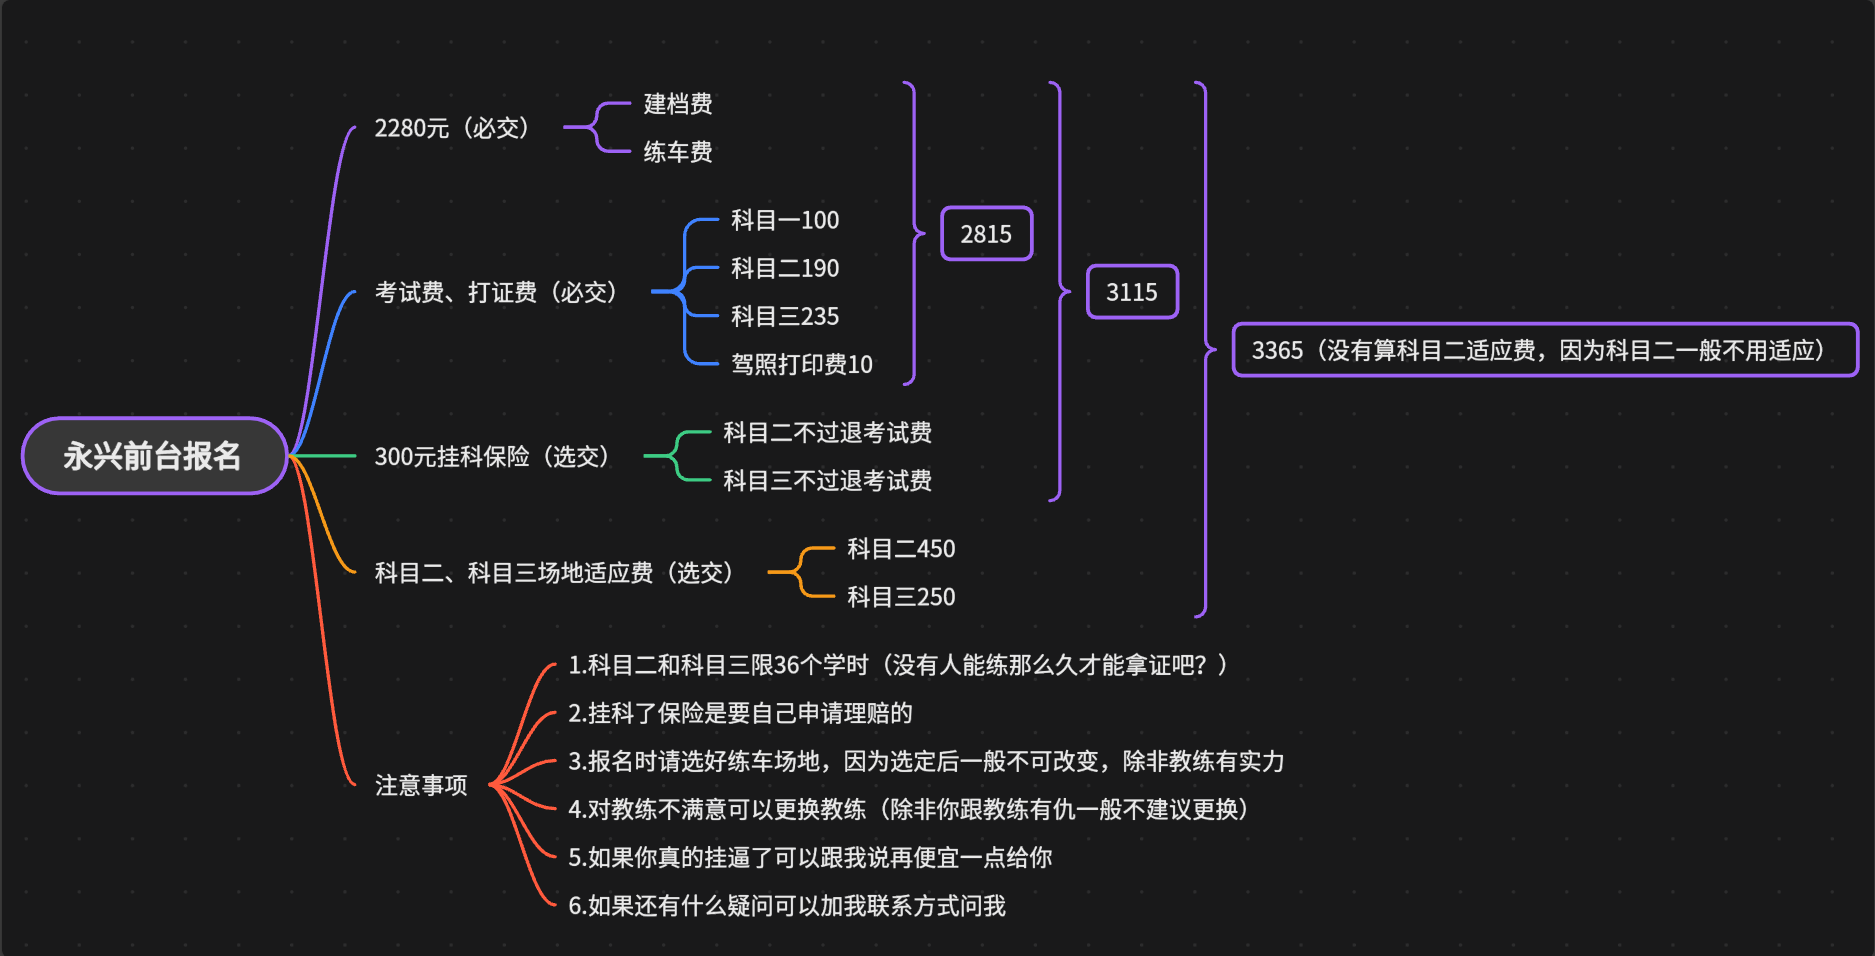 永兴前台报名
2280元（必交）
建档费
练车费
考试费、打证费（必交）
科目一100
科目二190
科目三235
驾照打印费10
2815
300元挂科保险（选交）
科目二不过退考试费
科目三不过退考试费
3115
科目二、科目三场地适应费（选交）
科目二450
科目三250
3365（没有算科目二适应费，因为科目二一般不用适应）
注意事项
1.科目二和科目三限36个学时（没有人能练那么久才能拿证吧？）
2.挂科了保险是要自己申请理赔的
3.报名时请选好练车场地，因为选定后一般不可改变，除非教练有实力
4.对教练不满意可以更换教练（除非你跟教练有仇一般不建议更换）
5.如果你真的挂逼了可以跟我说再便宜一点给你
6.如果还有什么疑问可以加我联系方式问我